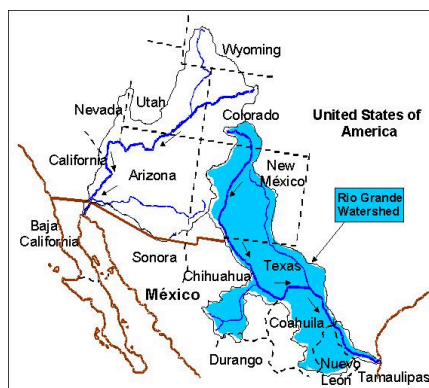 Wyoming
Nevada
Utah
Colorado
United States of
America
California
Arizona
New
México
Rio Grande
Watershed
Baja
California
Sonora
Texas
Chihuahua
México
Coahuila
Durango
Nuevo
León
Tamaulipas